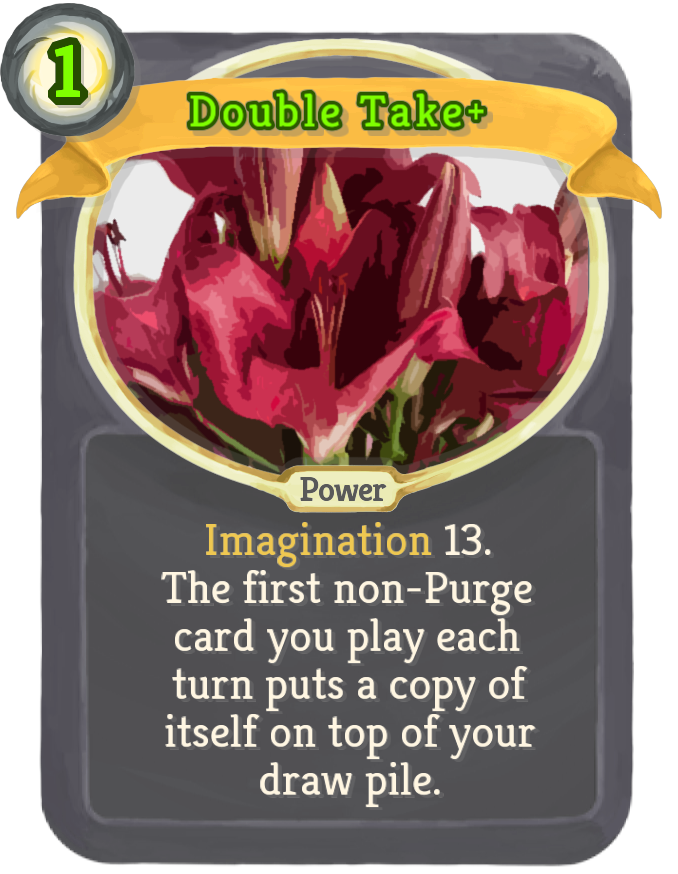 1
Double Take+
Power
Imagination 13.
The first non-Purge
card you play each
turn puts a copy of
itself on top of your
draw pile.